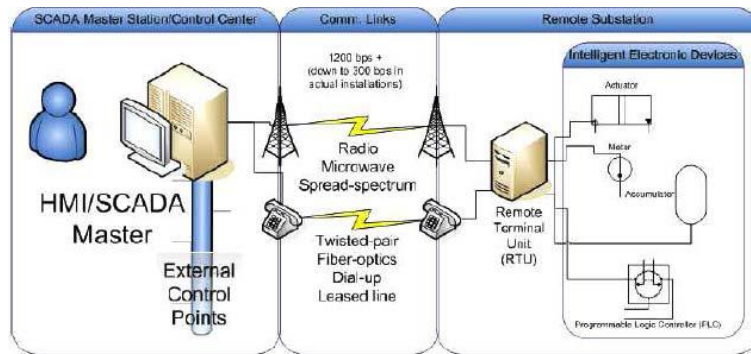 SCADA Master Station/Control Center
Comm. Links
Remote Substation
1200 bps +
(down to 300 bps in
actual installations)
Intelligent Electronic Devices
Actuator
Radio
Microwave
Spread-spectrum
Meter
Accumulator
HMI/SCADA
Master
Remote
Terminal
Unit
(RTU)
Twisted-pair
Fiber-optics
Dial-up
Leased line
External
Control
Points
Programmable Logic Controller (PLC)